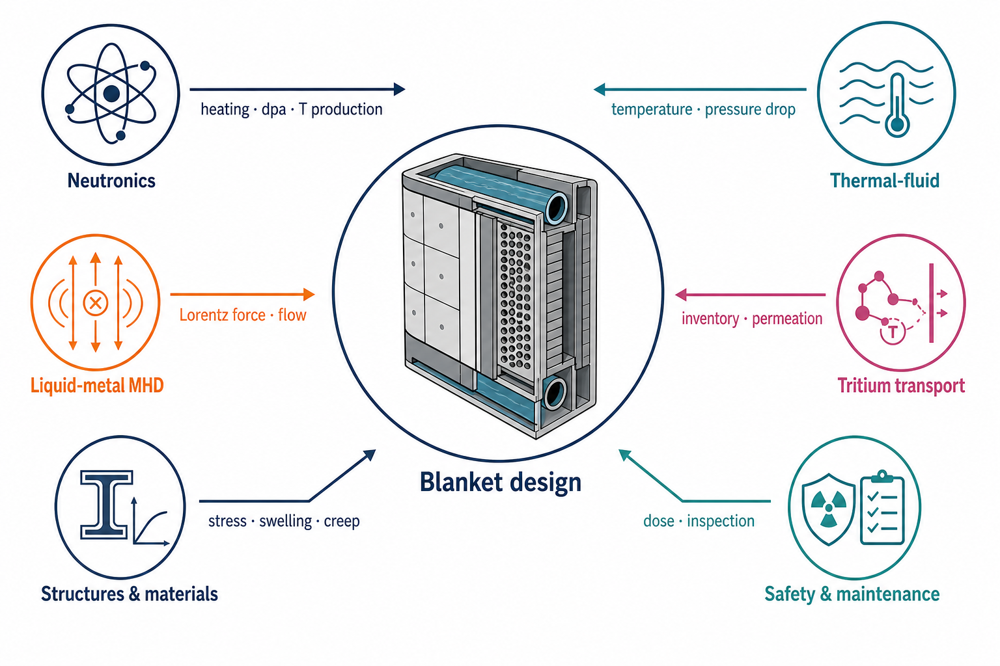 heating · dpa · T production
Neutronics
temperature · pressure drop
Thermal-fluid
Lorentz force · flow
Liquid-metal MHD
inventory · permeation
T
Tritium transport
Blanket design
stress · swelling · creep
Structures & materials
dose · inspection
Safety & maintenance